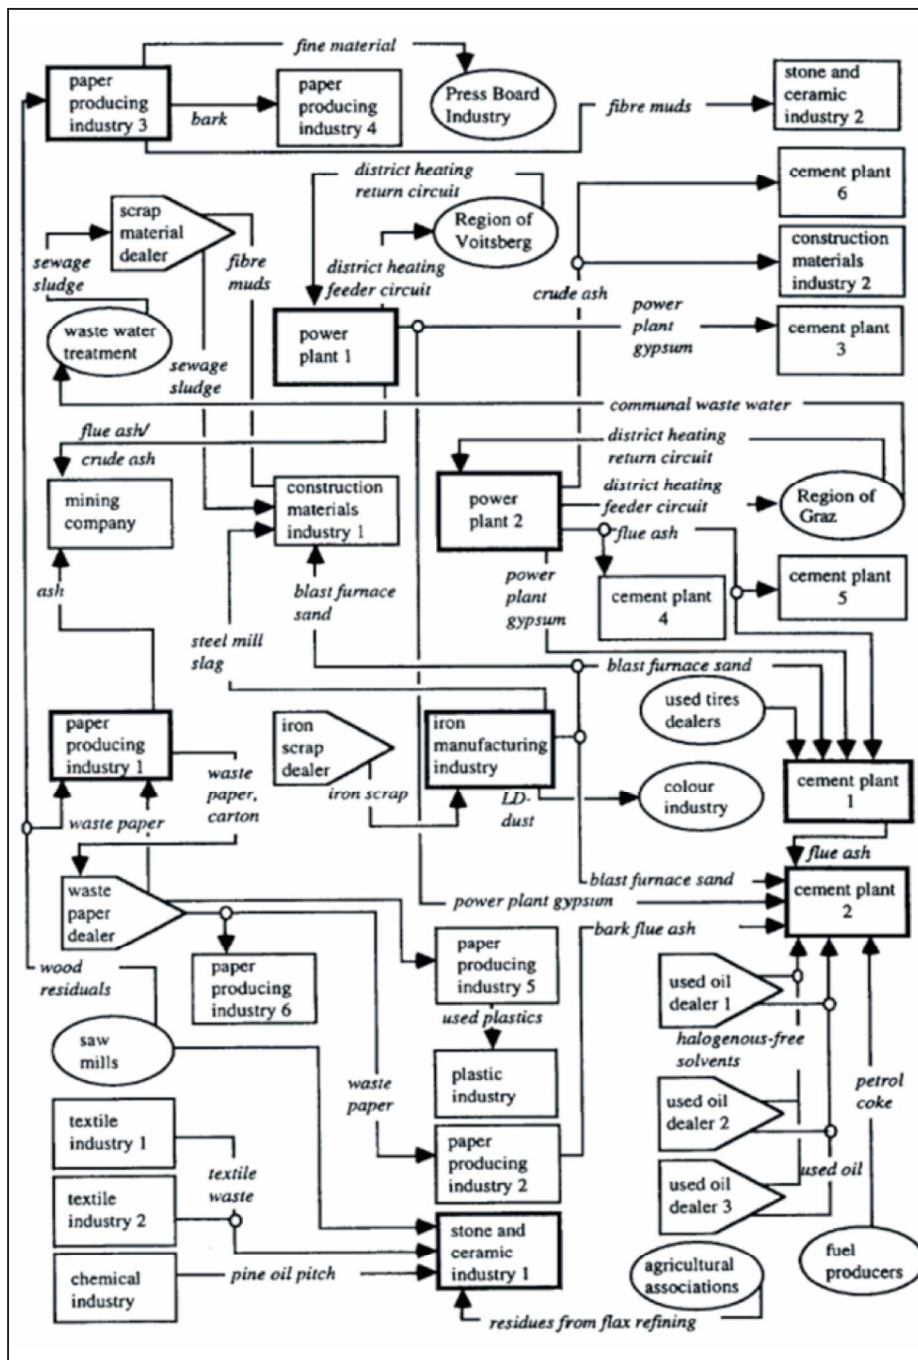 fine material
paper
producing
industry 3
bark
paper
producing
industry 4
Press Board
Industry
fibre muds
stone and
ceramic
industry 2
district heating
return circuit
cement plant
6
scrap
material
dealer
Region of
Voitsberg
sewage
sludge
fibre
muds
district heating
feeder circuit
crude ash
construction
materials
industry 2
waste water
treatment
power
plant 1
power
plant
gypsum
cement plant
3
sewage
sludge
communal waste water
flue ash/
crude ash
district heating
return circuit
mining
company
construction
materials
industry 1
power
plant 2
district heating
feeder circuit
Region of
Graz
flue ash
ash
blast furnace
sand
power
plant
gypsum
cement plant
4
cement plant
5
steel mill
slag
blast furnace sand
used tires
dealers
paper
producing
industry 1
iron
scrap
dealer
iron
manufacturing
industry
waste
paper,
carton
iron scrap
LD-
dust
colour
industry
cement plant
1
waste paper
flue ash
waste
paper
dealer
blast furnace sand
power plant gypsum
cement plant
2
bark flue ash
wood
residuals
paper
producing
industry 6
paper
producing
industry 5
used oil
dealer 1
used plastics
halogenous-free
solvents
saw
mills
plastic
industry
waste
paper
petrol
coke
used oil
dealer 2
textile
industry 1
paper
producing
industry 2
used oil
textile
waste
textile
industry 2
used oil
dealer 3
stone and
ceramic
industry 1
chemical
industry
pine oil pitch
agricultural
associations
fuel
producers
residues from flax refining